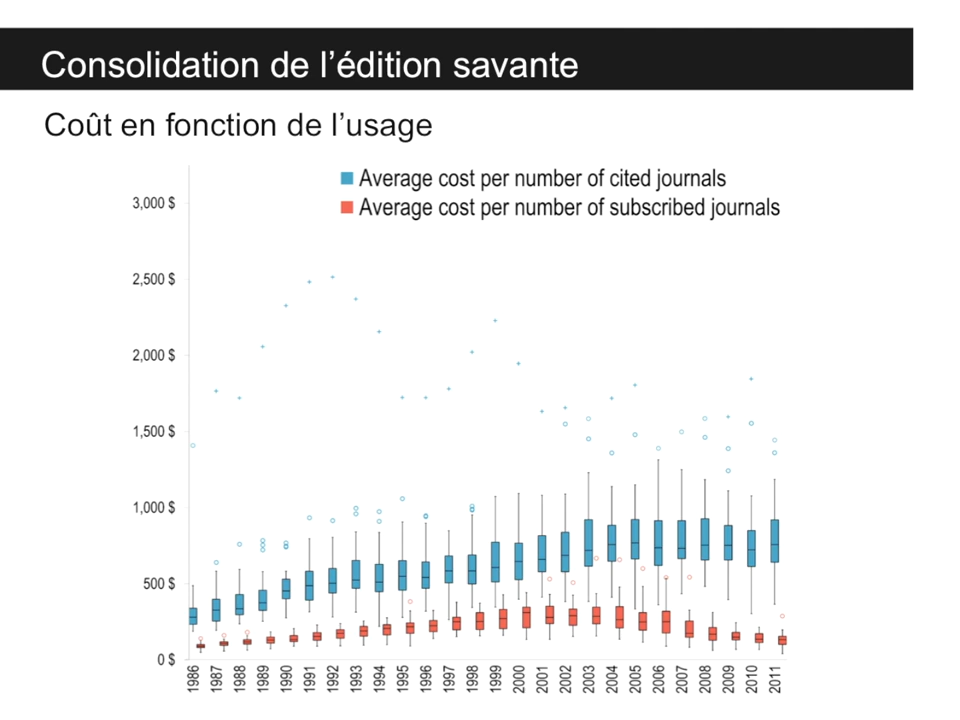 Consolidation de l’édition savante
Coût en fonction de l’usage
Average cost per number of cited journals
Average cost per number of subscribed journals
3,000 $
2,500 $
2,000 $
1,500 $
1,000 $
500 $
0 $
1986 1987 1988 1989 1990 1991 1992 1993 1994 1995 1996 1997 1998 1999 2000 2001 2002 2003 2004 2005 2006 2007 2008 2009 2010 2011